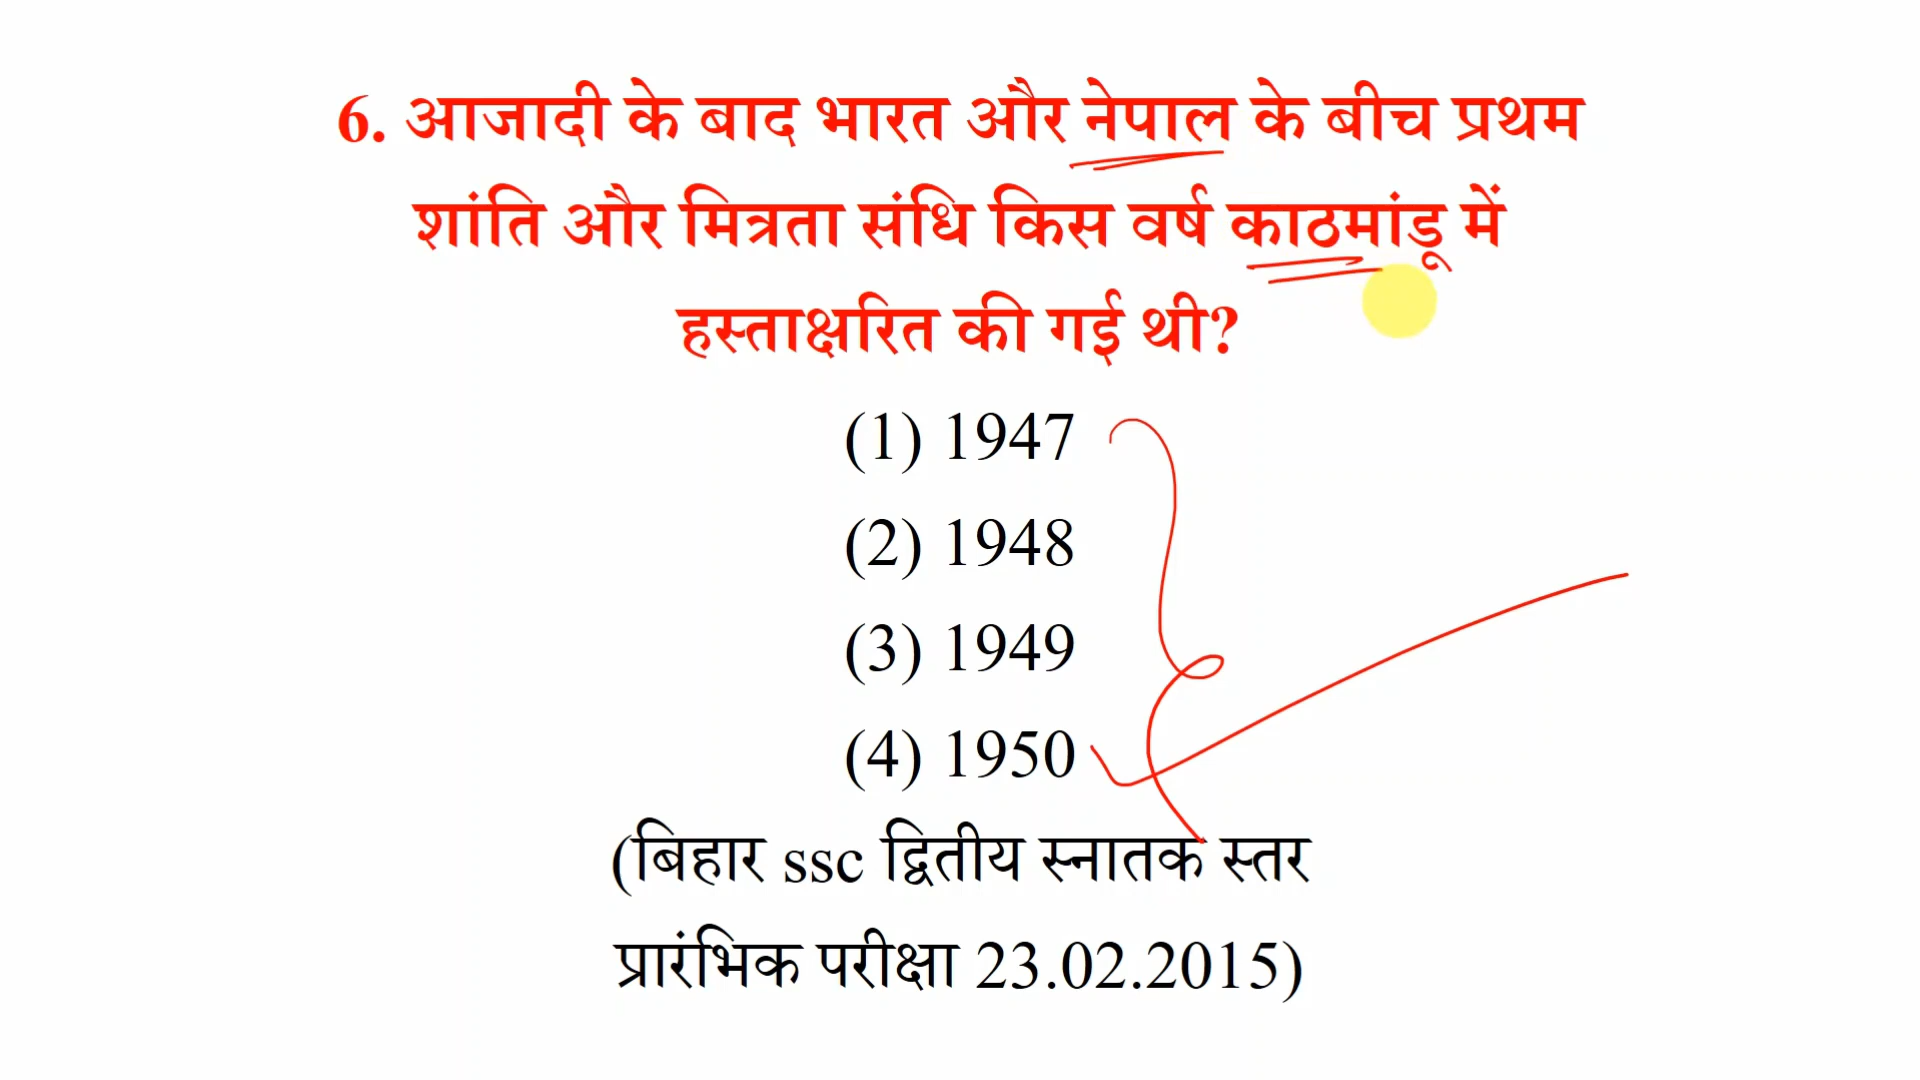 6. आजादी के बाद भारत और नेपाल के बीच प्रथम
शांति और मित्रता संधि किस वर्ष काठमांडू में
हस्ताक्षरित की गई थी?
(1) 1947
(2) 1948
(3) 1949
(4) 1950
(बिहार ssc द्वितीय स्नातक स्तर
प्रारंभिक परीक्षा 23.02.2015)